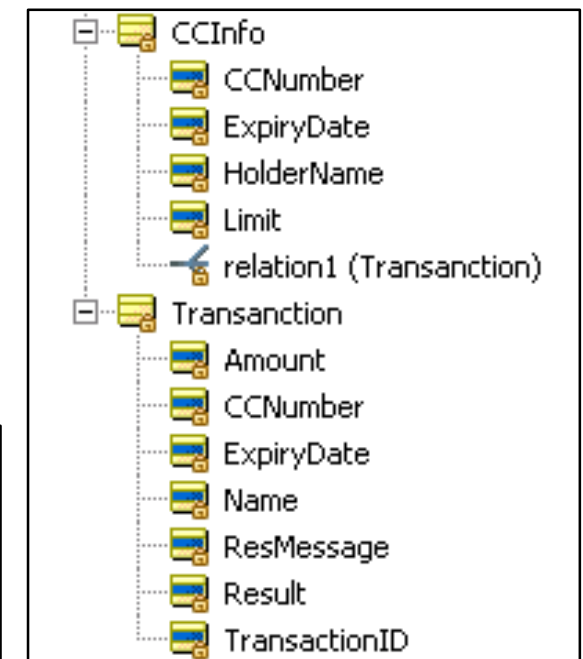 CCInfo
CCNumber
ExpiryDate
HolderName
Limit
relation1 (Transanction)
Transanction
Amount
CCNumber
ExpiryDate
Name
ResMessage
Result
TransactionID